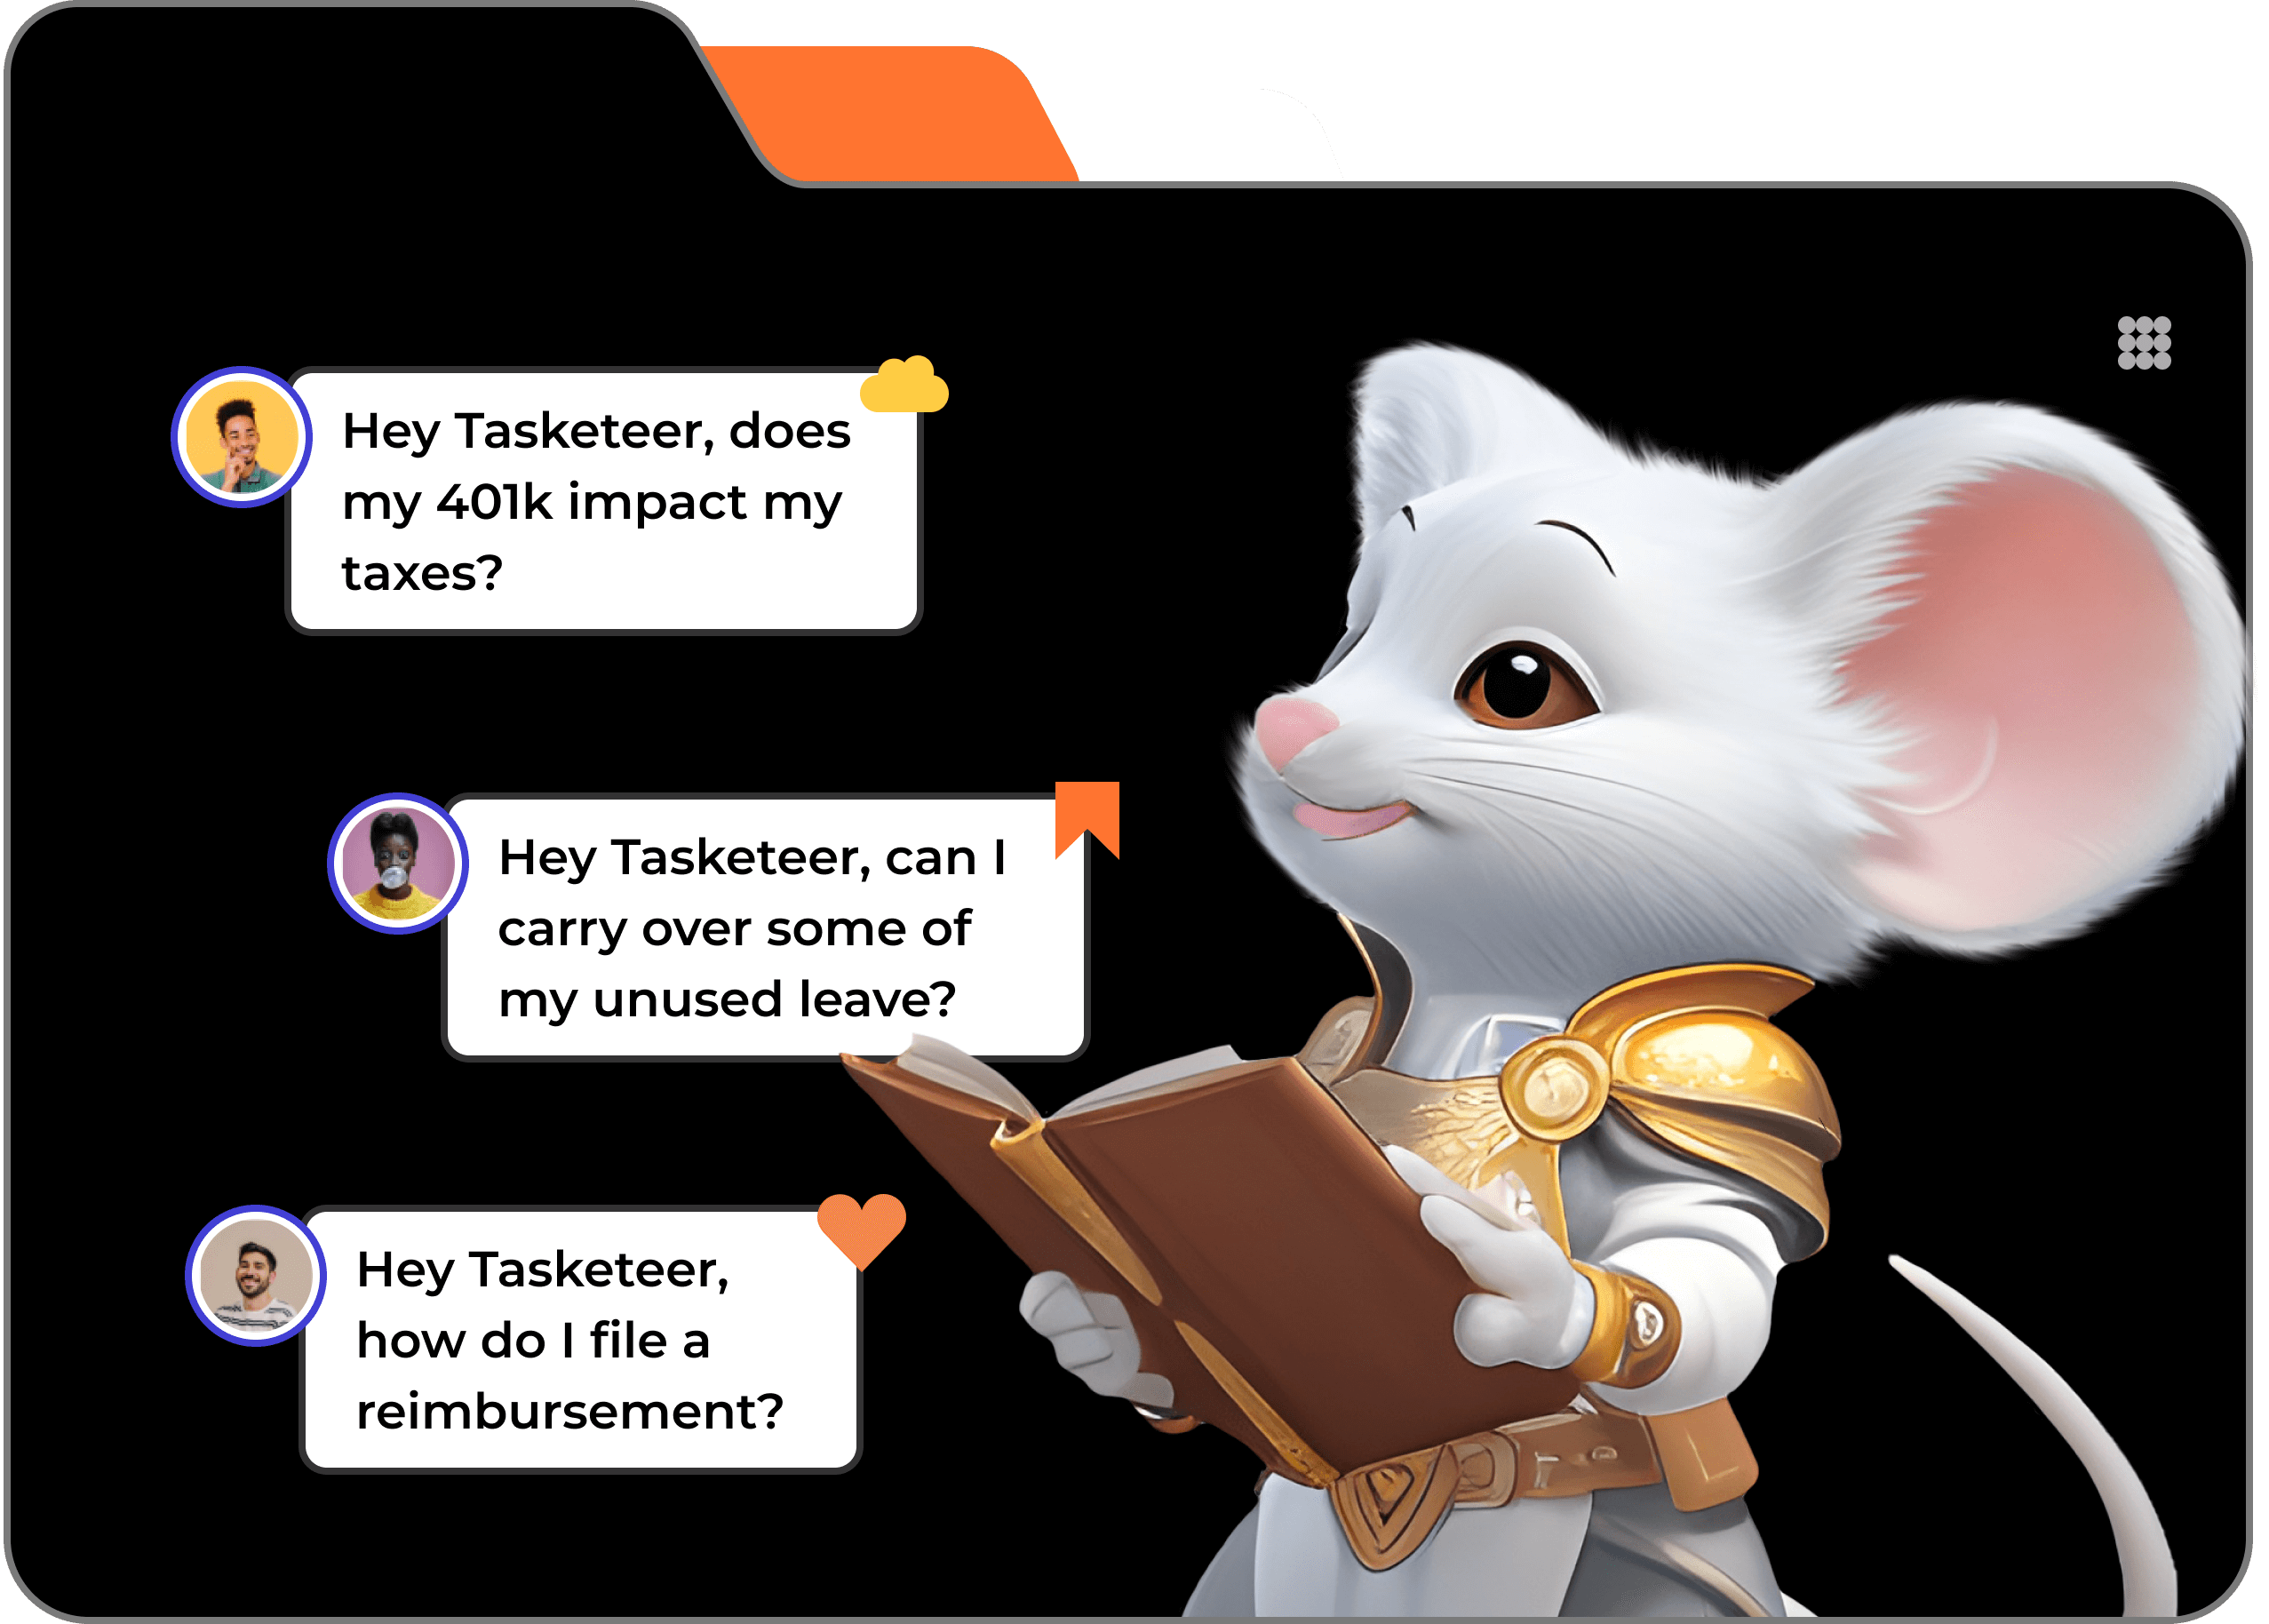 Hey Tasketeer, does
my 401k impact my
taxes?
Hey Tasketeer, can I
carry over some of
my unused leave?
Hey Tasketeer,
how do I file a
reimbursement?